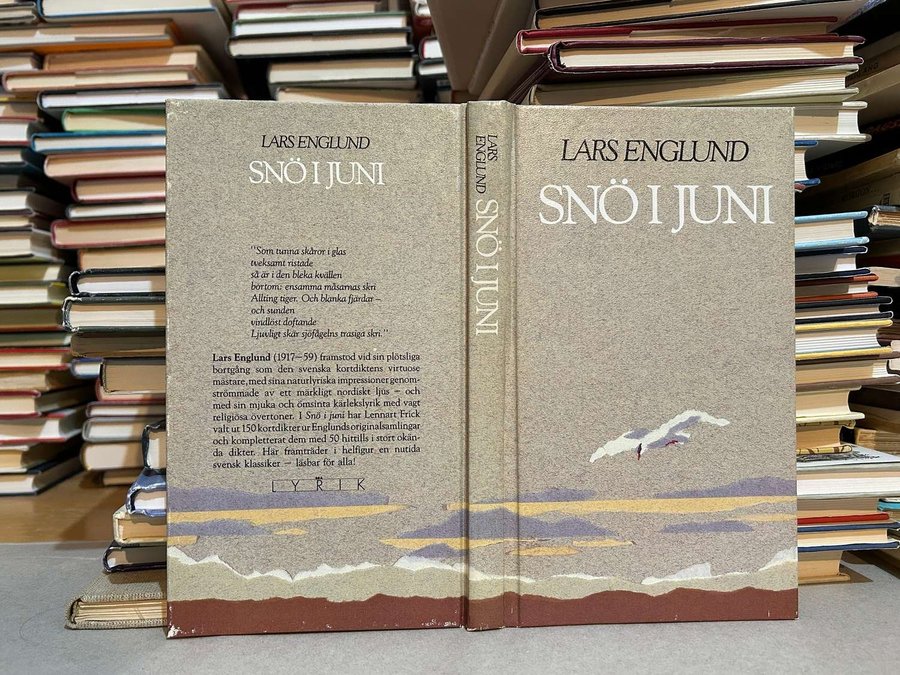 LARS ENGLUND
SNÖ I JUNI
"Som tunna skåror i glas
tveksamt ristade
så är i den bleka kvällen
bortom: ensamma måsarnas skri
Allting tiger. Och blanka fjärdar –
och sunden
vindlöst doftande
Ljuvligt skär sjöfågelns trasiga skri."
Lars Englund (1917–59) framstod vid sin plötsliga
bortgång som den svenska kortdiktens virtuose
mästare, med sina naturlyriska impressioner genom-
strömmade av ett märkligt nordiskt ljus – och
med sin mjuka och ömsinta kärlekslyrik med vagt
religiösa övertoner. I Snö i juni har Lennart Frick
valt ut 150 kortdikter ur Englunds originalsamlingar
och kompletterat dem med 50 hittills i stort okän-
da dikter. Här framträder i helfigur en nutida
svensk klassiker – läsbar för alla!
LYRIK
LARS
ENGLUND
SNÖ I JUNI
LARS ENGLUND
SNÖ I JUNI